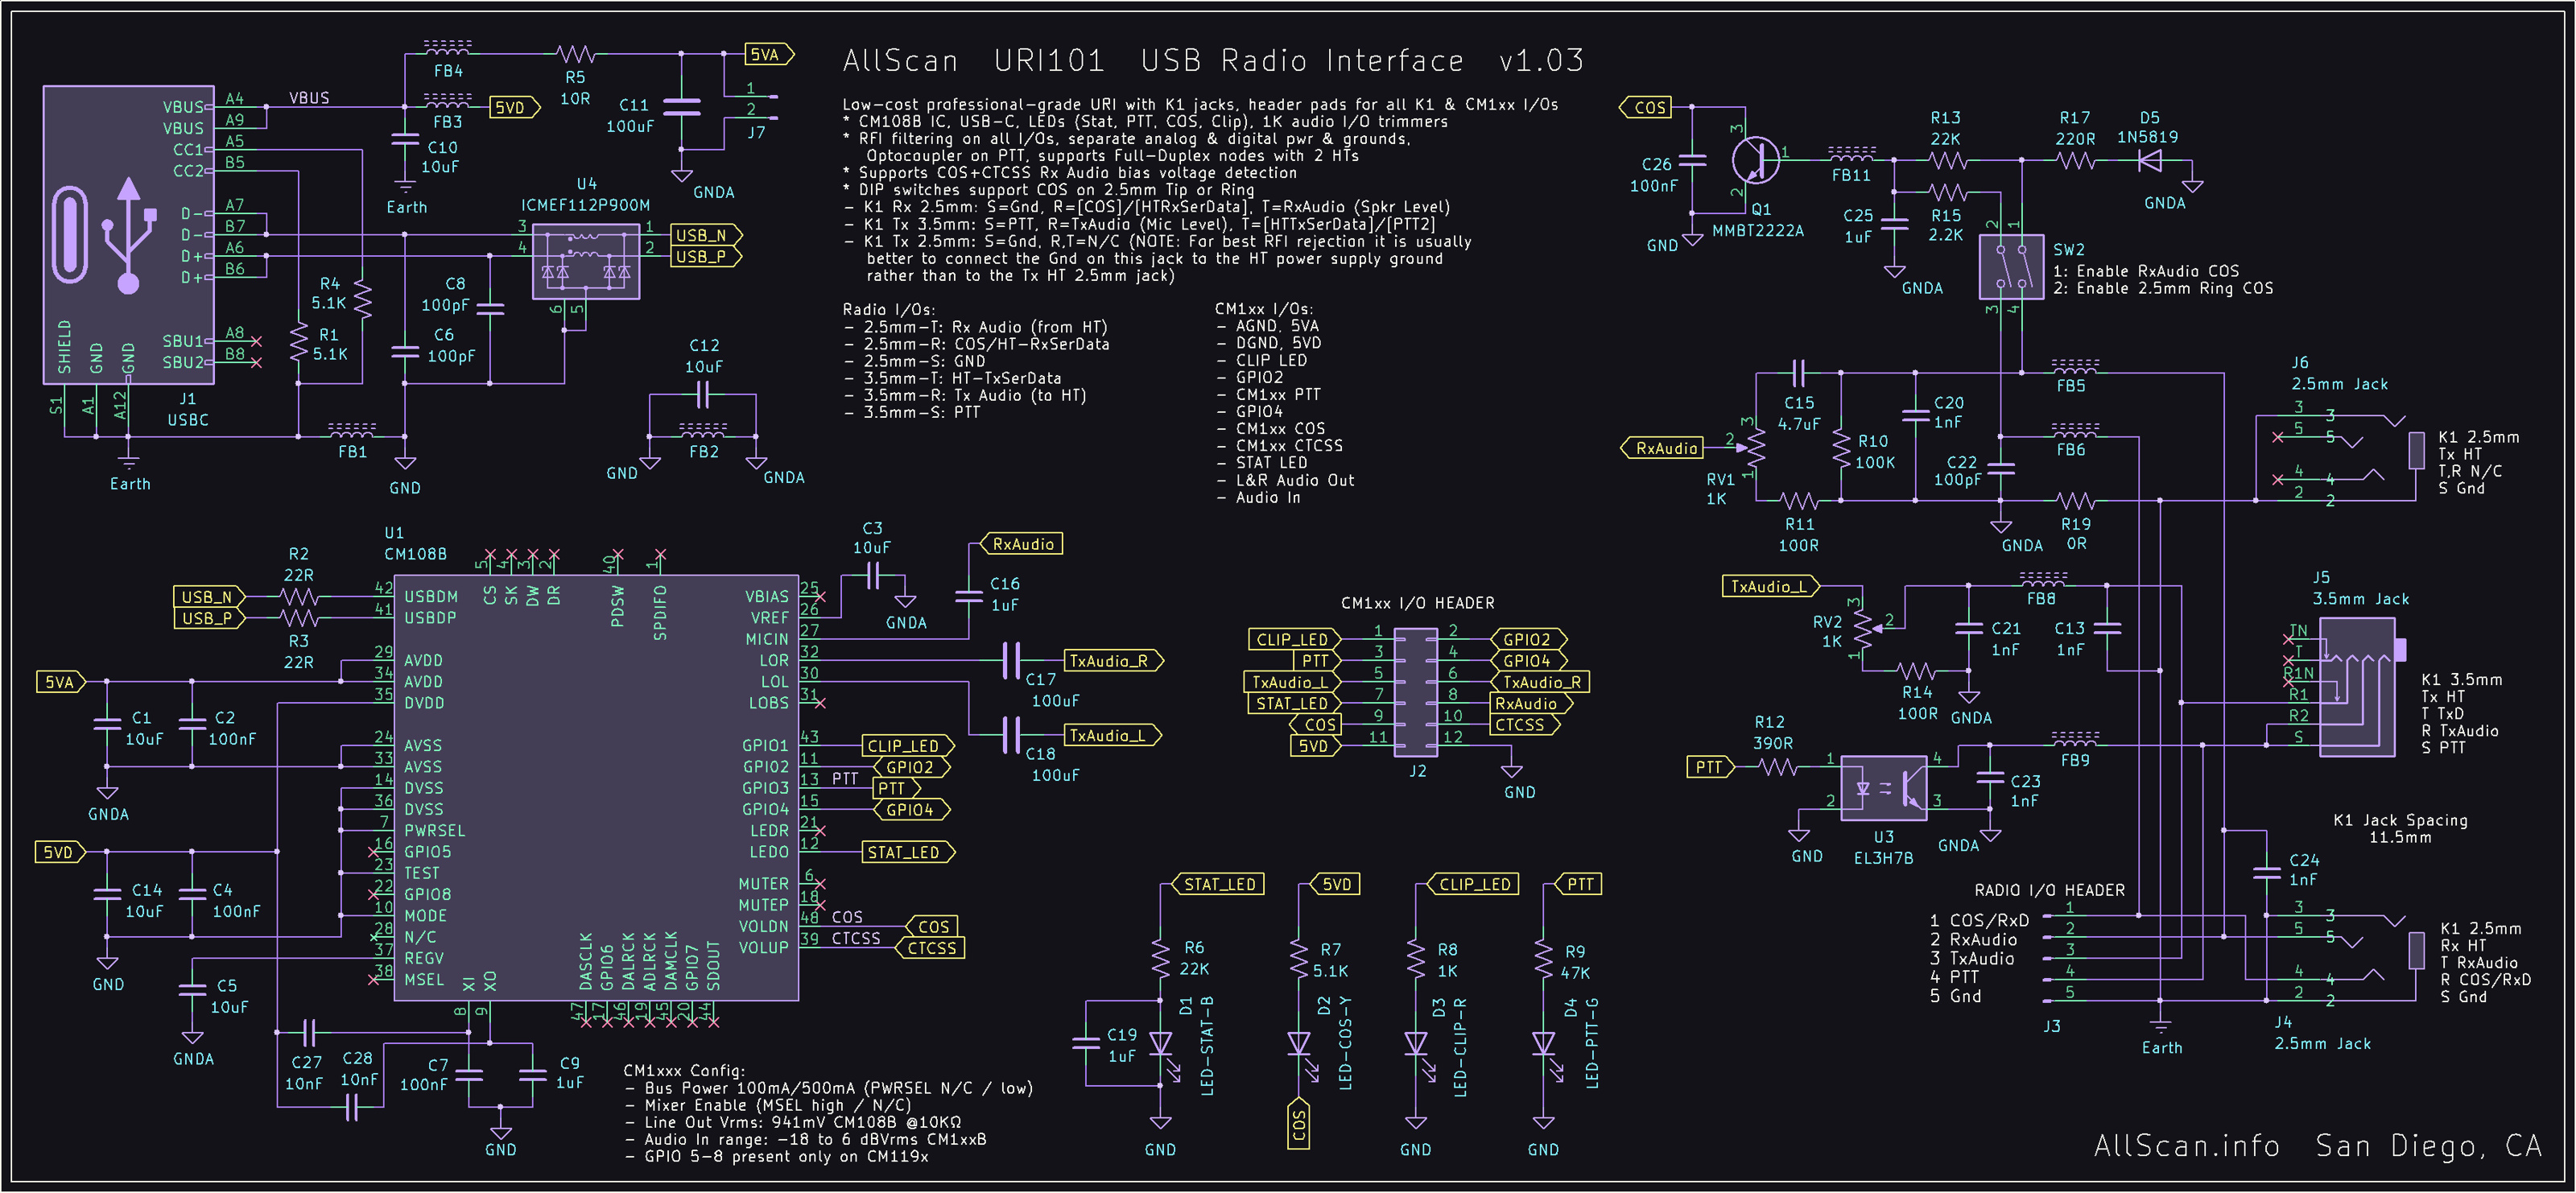 AllScan URI101 USB Radio Interface v1.03
Low-cost professional-grade URI with K1 jacks, header pads for all K1 & CM1xx I/Os
* CM108B IC, USB-C, LEDs (Stat, PTT, COS, Clip), 1K audio I/O trimmers
* RFI filtering on all I/Os, separate analog & digital pwr & grounds,
Optocoupler on PTT, supports Full-Duplex nodes with 2 HTs
* Supports COS+CTCSS Rx Audio bias voltage detection
* DIP switches support COS on 2.5mm Tip or Ring
- K1 Rx 2.5mm: S=Gnd, R=[COS]/[HTRxSerData], T=RxAudio (Spkr Level)
- K1 Tx 3.5mm: S=PTT, R=TxAudio (Mic Level), T=[HTTxSerData]/[PTT2]
- K1 Tx 2.5mm: S=Gnd, R,T=N/C (NOTE: For best RFI rejection it is usually
better to connect the Gnd on this jack to the HT power supply ground
rather than to the Tx HT 2.5mm jack)
Radio I/Os:
- 2.5mm-T: Rx Audio (from HT)
- 2.5mm-R: COS/HT-RxSerData
- 2.5mm-S: GND
- 3.5mm-T: HT-TxSerData
- 3.5mm-R: Tx Audio (to HT)
- 3.5mm-S: PTT
CM1xx I/Os:
- AGND, 5VA
- DGND, 5VD
- CLIP LED
- GPIO2
- CM1xx PTT
- GPIO4
- CM1xx COS
- CM1xx CTCSS
- STAT LED
- L&R Audio Out
- Audio In
VBUS A4
VBUS A9
CC1 A5
CC2 B5
D- A7
D- B7
D+ A6
D+ B6
SBU1 A8
SBU2 B8
SHIELD
GND
GND
S1
A1
A12
J1
USBC
VBUS
FB4
R5
10R
5VA
FB3
5VD
C10
10uF
Earth
C11
100uF
1
2
J7
GNDA
U4
ICMEF112P900M
3
4
1
2
6
5
USB_N
USB_P
R4
5.1K
R1
5.1K
C8
100pF
C6
100pF
Earth
FB1
GND
C12
10uF
GND
FB2
GNDA
U1
CM108B
R2
22R
USB_N
USB_P
R3
22R
42 USBDM
41 USBDP
29 AVDD
34 AVDD
35 DVDD
24 AVSS
33 AVSS
14 DVSS
36 DVSS
7 PWRSEL
16 GPIO5
23 TEST
22 GPIO8
10 MODE
28 N/C
37 REGV
38 MSEL
5 CS
4 SK
3 DW
2 DR
40 PDSW
1 SPDIFO
VBIAS 25
VREF 26
MICIN 27
LOR 32
LOL 30
LOBS 31
GPIO1 43
GPIO2 11
GPIO3 13
GPIO4 15
LEDR 21
LEDO 12
MUTER 6
MUTEP 18
VOLDN 48
VOLUP 39
XI 8
XO 9
DASCLK 47
GPIO6 17
DALRCK 46
ADLRCK 19
DAMCLK 45
GPIO7 20
SDOUT 44
5VA
C1
10uF
C2
100nF
GNDA
5VD
C14
10uF
C4
100nF
GND
C5
10uF
GNDA
C27
10nF
C28
10nF
C7
100nF
C9
1uF
GND
C3
10uF
GNDA
RxAudio
C16
1uF
TxAudio_R
C17
100uF
TxAudio_L
C18
100uF
CLIP_LED
GPIO2
PTT
PTT
GPIO4
STAT_LED
COS
COS
CTCSS
CTCSS
CM1xxx Config:
- Bus Power 100mA/500mA (PWRSEL N/C / low)
- Mixer Enable (MSEL high / N/C)
- Line Out Vrms: 941mV CM108B @10KΩ
- Audio In range: -18 to 6 dBVrms CM1xxB
- GPIO 5-8 present only on CM119x
CM1xx I/O HEADER
CLIP_LED 1 2 GPIO2
PTT 3 4 GPIO4
TxAudio_L 5 6 TxAudio_R
STAT_LED 7 8 RxAudio
COS 9 10 CTCSS
5VD 11 12
J2
GND
STAT_LED
R6
22K
D1
LED-STAT-B
C19
1uF
GND
5VD
R7
5.1K
D2
LED-COS-Y
COS
CLIP_LED
R8
1K
D3
LED-CLIP-R
GND
PTT
R9
47K
D4
LED-PTT-G
GND
COS
C26
100nF
GND
3
1
2
Q1
MMBT2222A
FB11
R13
22K
R17
220R
D5
1N5819
GNDA
R15
2.2K
C25
1uF
GNDA
2
1
3
4
SW2
1: Enable RxAudio COS
2: Enable 2.5mm Ring COS
RxAudio
3
2
1
RV1
1K
C15
4.7uF
R10
100K
R11
100R
C20
1nF
C22
100pF
GNDA
FB5
FB6
R19
0R
J6
2.5mm Jack
3 3
5 5
4 4
2 2
K1 2.5mm
Tx HT
T,R N/C
S Gnd
TxAudio_L
3
RV2
1K
2
1
R14
100R
C21
1nF
GNDA
FB8
C13
1nF
J5
3.5mm Jack
TN
T
R1N
R1
R2
S
K1 3.5mm
Tx HT
T TxD
R TxAudio
S PTT
PTT
R12
390R
1
2
4
3
GND
U3
EL3H7B
FB9
C23
1nF
GNDA
K1 Jack Spacing
11.5mm
RADIO I/O HEADER
1 COS/RxD 1
2 RxAudio 2
3 TxAudio 3
4 PTT 4
5 Gnd 5
J3
Earth
C24
1nF
3 3
5 5
4 4
2 2
J4
2.5mm Jack
K1 2.5mm
Rx HT
T RxAudio
R COS/RxD
S Gnd
AllScan.info San Diego, CA